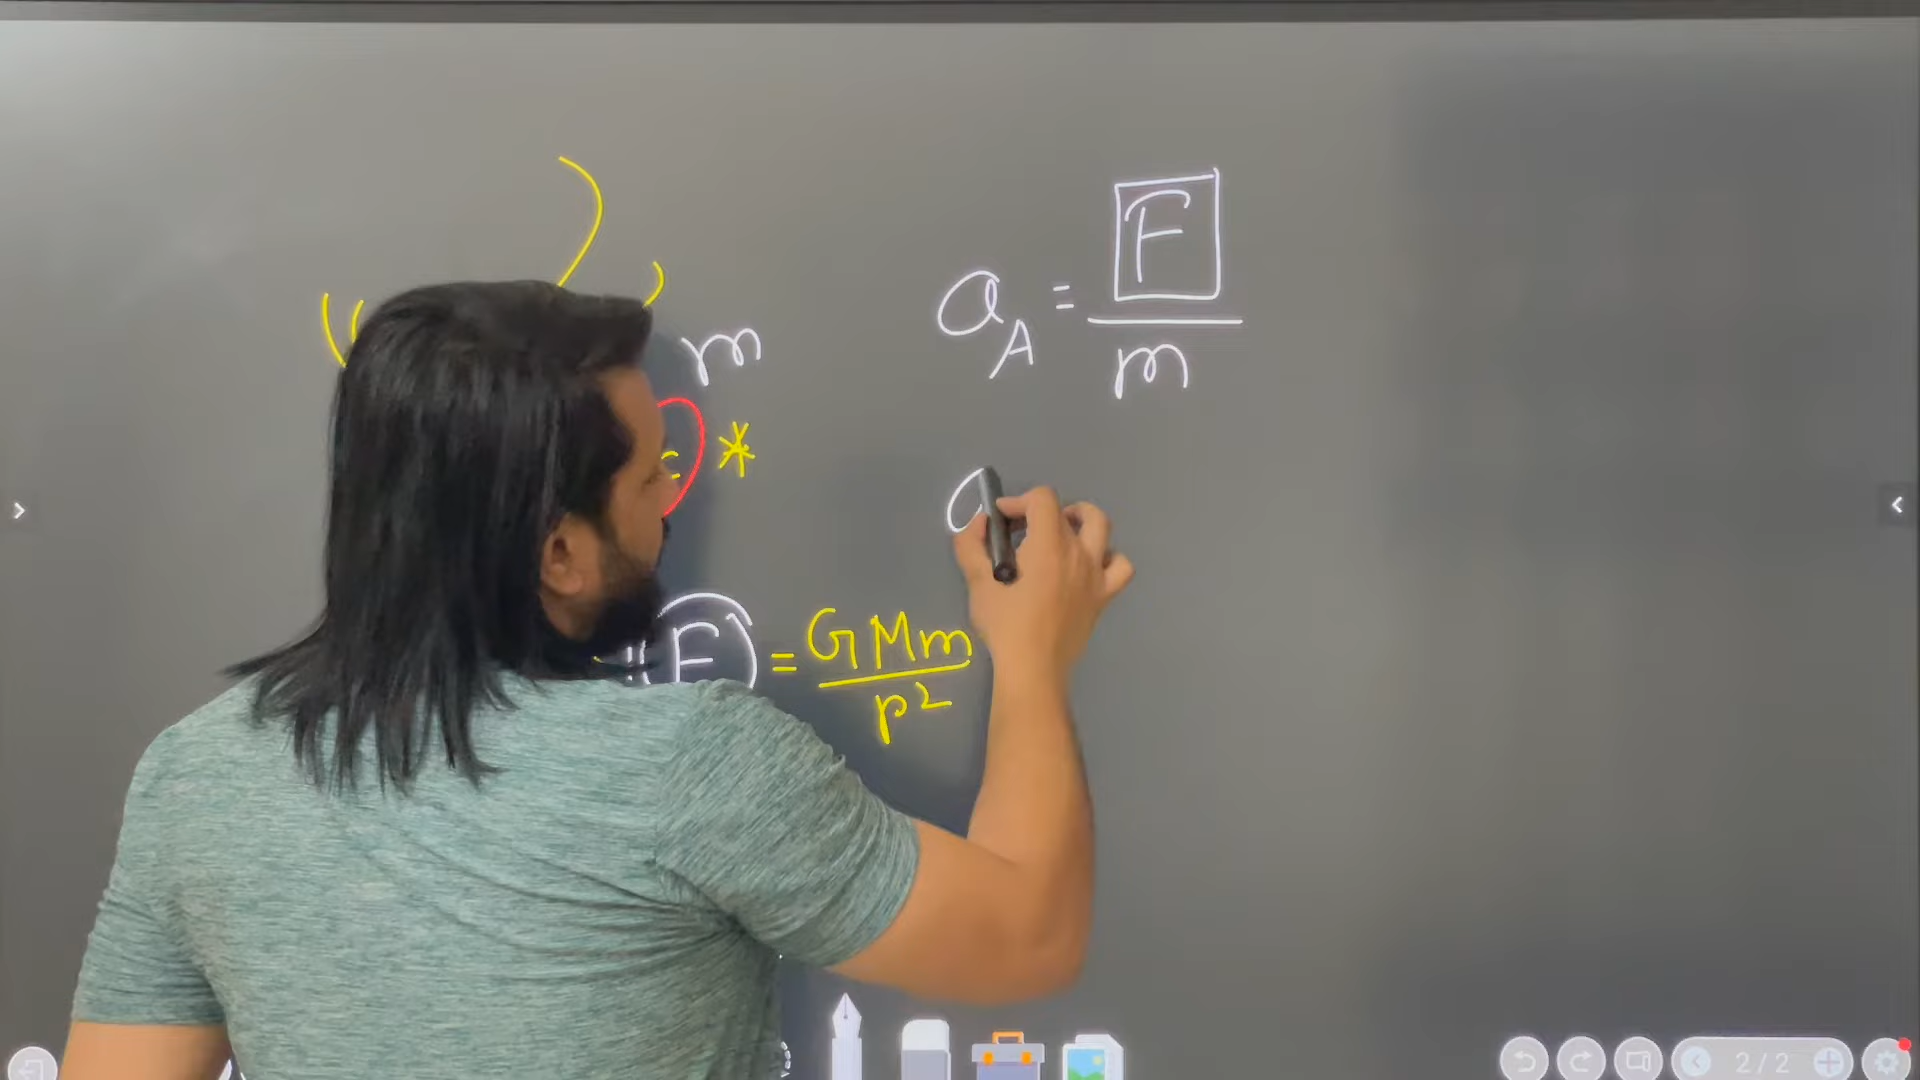 a_A = F / m
m
*
a
F = GMm / r²
2 / 2